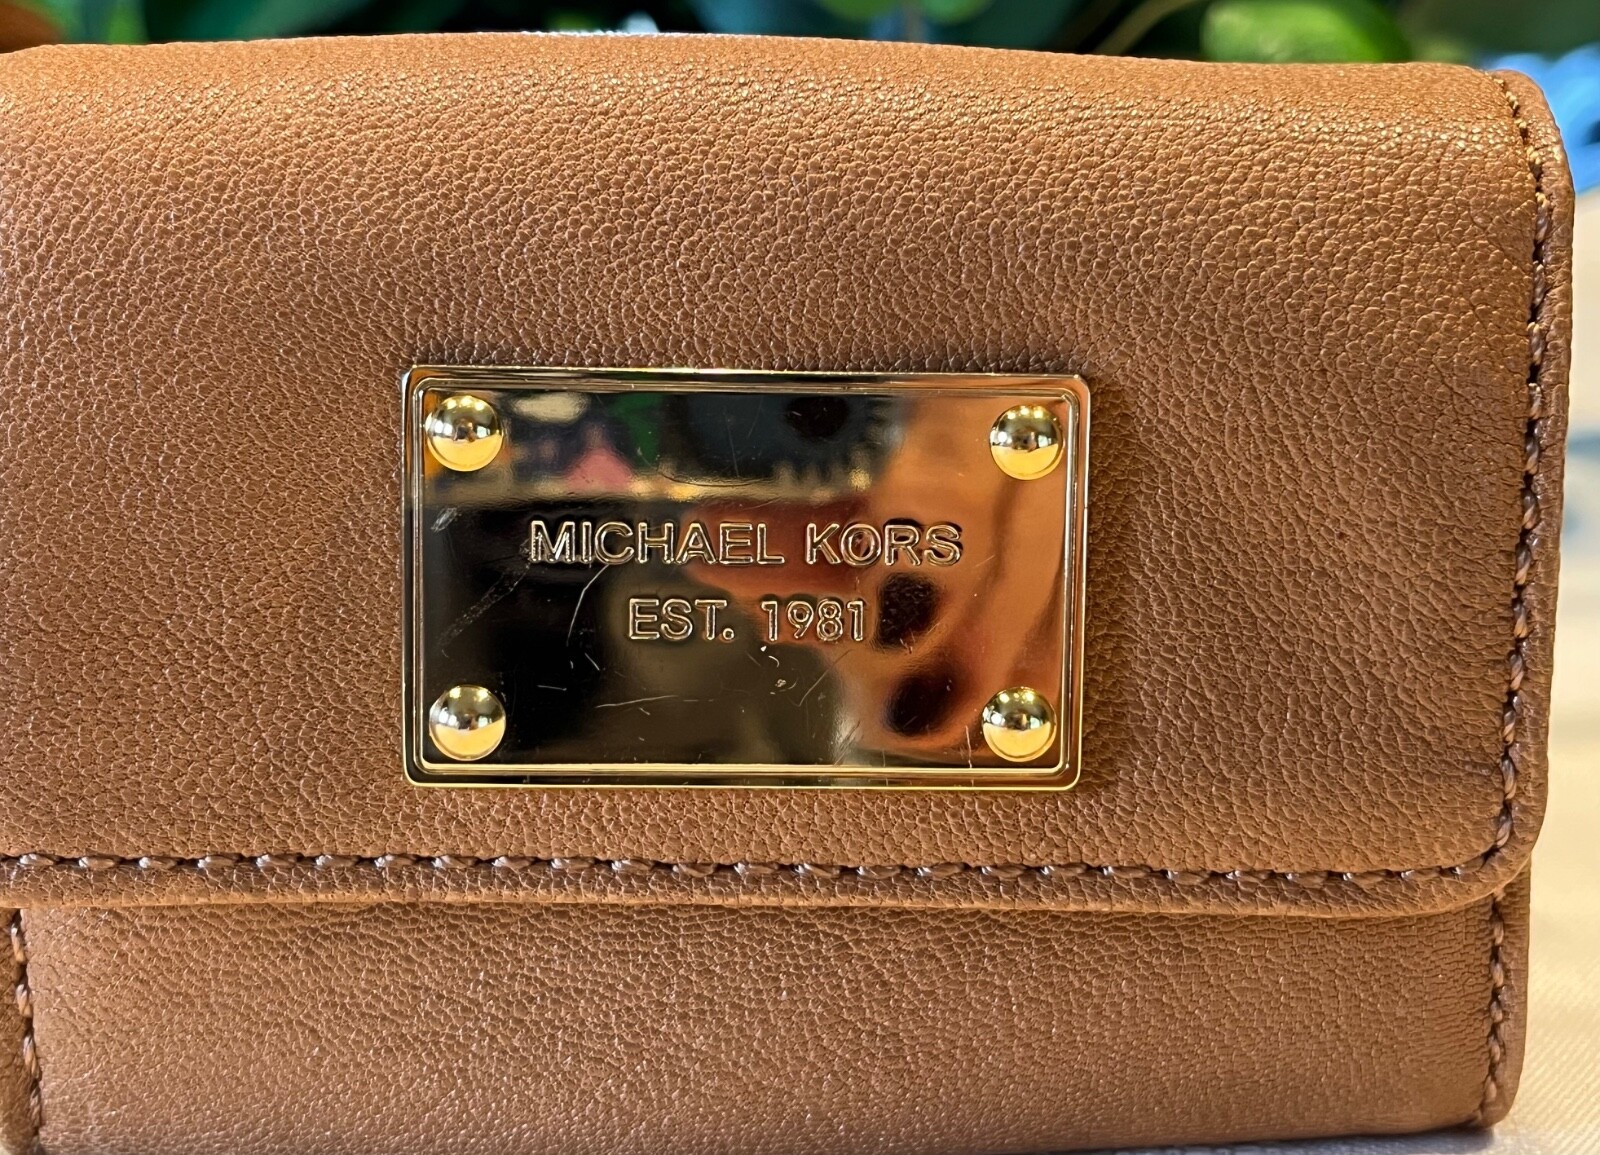 MICHAEL KORS
EST. 1981